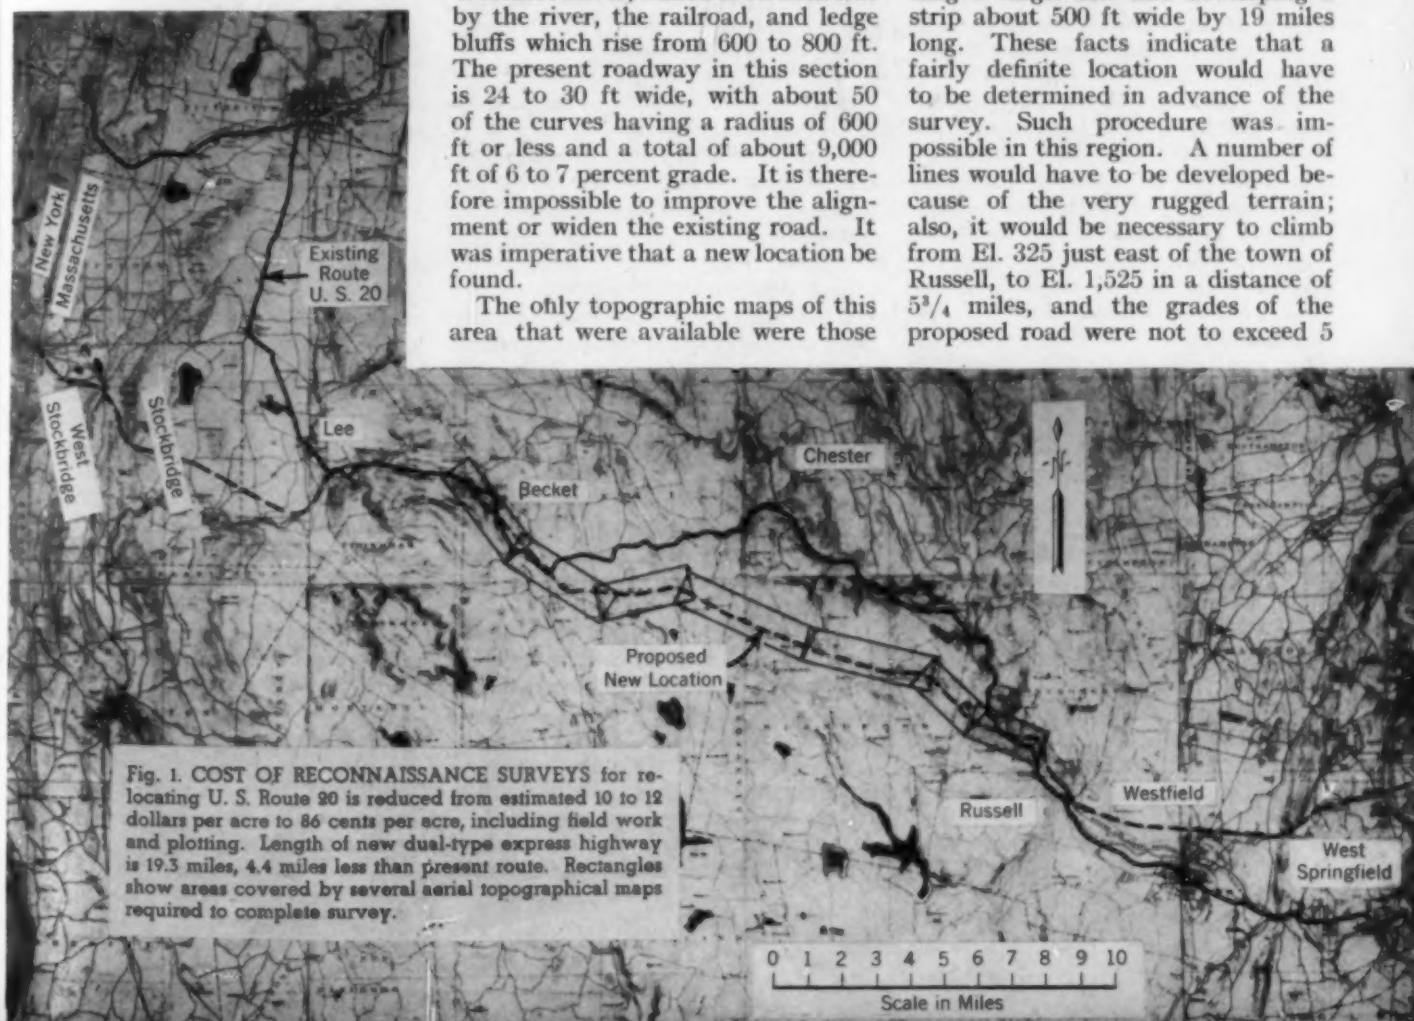 by the river, the railroad, and ledge
bluffs which rise from 600 to 800 ft.
The present roadway in this section
is 24 to 30 ft wide, with about 50
of the curves having a radius of 600
ft or less and a total of about 9,000
ft of 6 to 7 percent grade. It is there-
fore impossible to improve the align-
ment or widen the existing road. It
was imperative that a new location be
found.
The only topographic maps of this
area that were available were those
strip about 500 ft wide by 19 miles
long. These facts indicate that a
fairly definite location would have
to be determined in advance of the
survey. Such procedure was im-
possible in this region. A number of
lines would have to be developed be-
cause of the very rugged terrain;
also, it would be necessary to climb
from El. 325 just east of the town of
Russell, to El. 1,525 in a distance of
5 3/4 miles, and the grades of the
proposed road were not to exceed 5
New York
Massachusetts
Existing
Route
U. S. 20
West
Stockbridge
Stockbridge
Lee
Becket
Chester
N
Proposed
New Location
Russell
Westfield
West
Springfield
Fig. 1. COST OF RECONNAISSANCE SURVEYS for re-
locating U. S. Route 20 is reduced from estimated 10 to 12
dollars per acre to 86 cents per acre, including field work
and plotting. Length of new dual-type express highway
is 19.3 miles, 4.4 miles less than present route. Rectangles
show areas covered by several aerial topographical maps
required to complete survey.
0 1 2 3 4 5 6 7 8 9 10
Scale in Miles